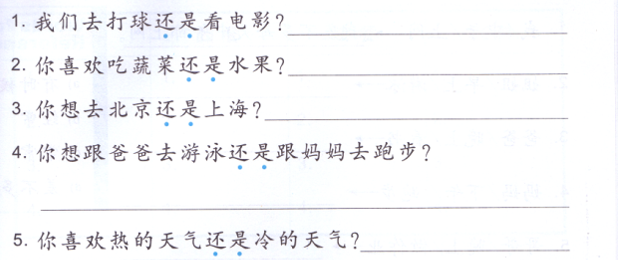 1. 我们去打球还是看电影?
2. 你喜欢吃蔬菜还是水果?
3. 你想去北京还是上海?
4. 你想跟爸爸去游泳还是跟妈妈去跑步?
5. 你喜欢热的天气还是冷的天气?